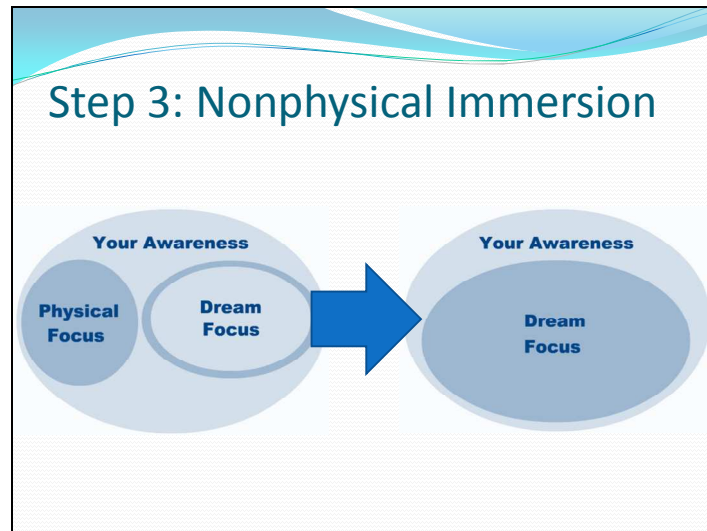 Step 3: Nonphysical Immersion
Your Awareness
Physical
Focus
Dream
Focus
Your Awareness
Dream
Focus